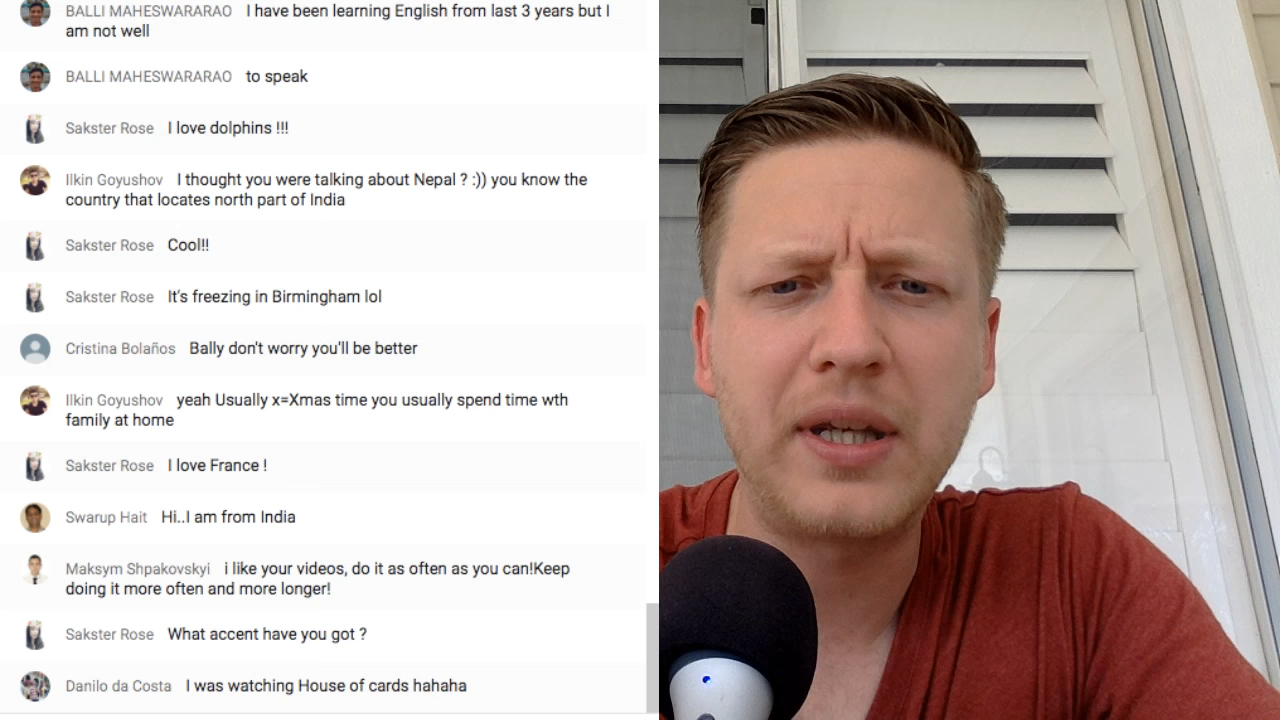 BALLI MAHESWARARAO I have been learning English from last 3 years but I
am not well
BALLI MAHESWARARAO to speak
Sakster Rose I love dolphins !!!
Ilkin Goyushov I thought you were talking about Nepal ? :)) you know the
country that locates north part of India
Sakster Rose Cool!!
Sakster Rose It's freezing in Birmingham lol
Cristina Bolaños Bally don't worry you'll be better
Ilkin Goyushov yeah Usually x=Xmas time you usually spend time wth
family at home
Sakster Rose I love France !
Swarup Hait Hi..I am from India
Maksym Shpakovskyi i like your videos, do it as often as you can!Keep
doing it more often and more longer!
Sakster Rose What accent have you got ?
Danilo da Costa I was watching House of cards hahaha